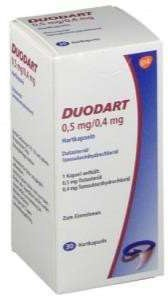 gsk
DUODART
0,5 mg/0,4 mg
Hartkapseln
Dutasterid/
Tamsulosinhydrochlorid
1 Kapsel enthält:
0,5 mg Dutasterid
0,4 mg Tamsulosinhydrochlorid
Zum Einnehmen
30 Hartkapseln